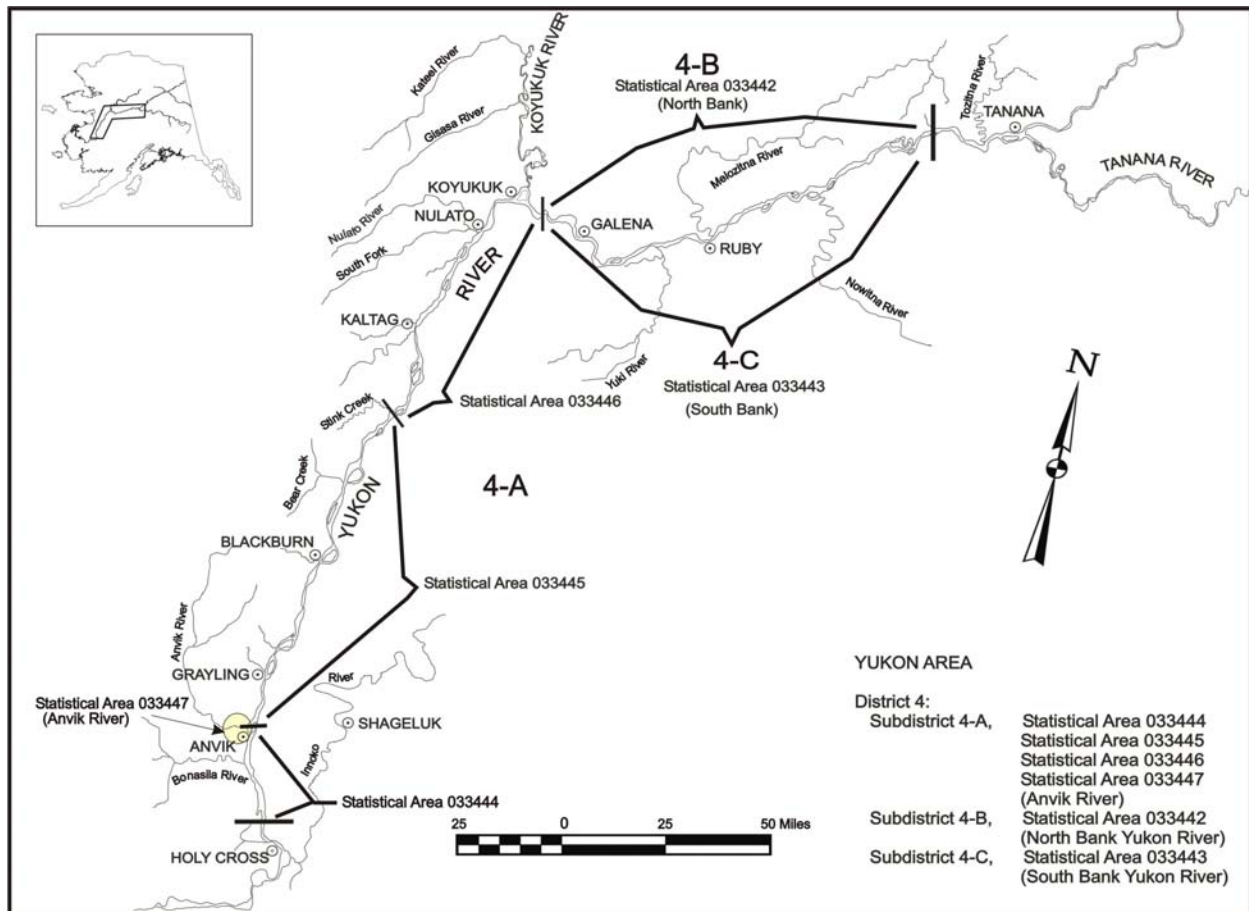 4-B
Statistical Area 033442
(North Bank)
Kateel River
KOYUKUK RIVER
Gisasa River
Tozitna River
TANANA
Melozitna River
TANANA RIVER
KOYUKUK
Nulato River
NULATO
GALENA
South Fork
RUBY
RIVER
Nowitna River
KALTAG
4-C
Yuki River
Statistical Area 033443
(South Bank)
N
Stink Creek
Statistical Area 033446
4-A
Bear Creek
YUKON
BLACKBURN
Statistical Area 033445
Anvik River
GRAYLING
River
Statistical Area 033447
(Anvik River)
SHAGELUK
ANVIK
Bonasila River
Innoko
Statistical Area 033444
HOLY CROSS
25 0 25 50 Miles
YUKON AREA
District 4:
Subdistrict 4-A, Statistical Area 033444
Statistical Area 033445
Statistical Area 033446
Statistical Area 033447
(Anvik River)
Subdistrict 4-B, Statistical Area 033442
(North Bank Yukon River)
Subdistrict 4-C, Statistical Area 033443
(South Bank Yukon River)